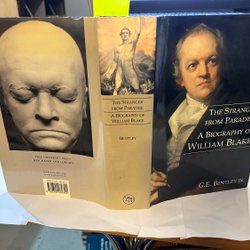 THE STRANGER
FROM PARADISE
A BIOGRAPHY OF
WILLIAM BLAKE
BENTLEY
THE STRANGER
FROM PARADISE
A BIOGRAPHY OF
WILLIAM BLAKE
G.E. BENTLEY JR